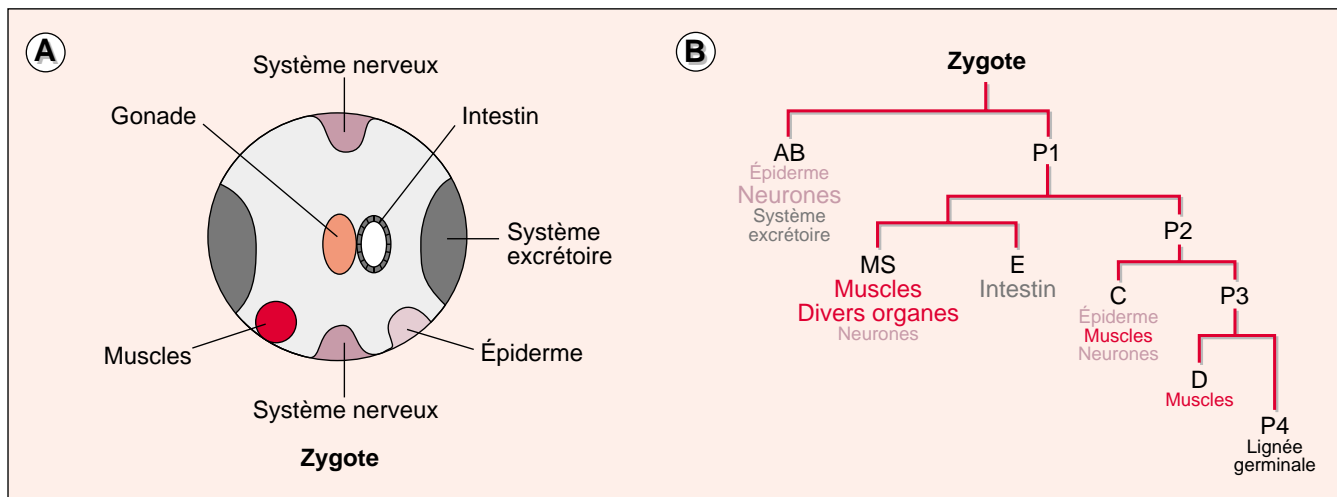 A
Système nerveux
Gonade
Intestin
Système
excrétoire
Muscles
Épiderme
Système nerveux
Zygote
B
Zygote
AB
Épiderme
Neurones
Système
excrétoire
P1
P2
MS
Muscles
Divers organes
Neurones
E
Intestin
C
Épiderme
Muscles
Neurones
P3
D
Muscles
P4
Lignée
germinale